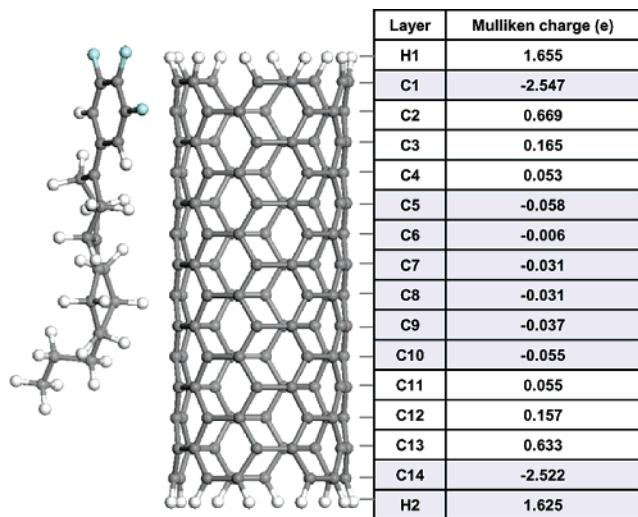 Layer Mulliken charge (e)
H1 1.655
C1 -2.547
C2 0.669
C3 0.165
C4 0.053
C5 -0.058
C6 -0.006
C7 -0.031
C8 -0.031
C9 -0.037
C10 -0.055
C11 0.055
C12 0.157
C13 0.633
C14 -2.522
H2 1.625